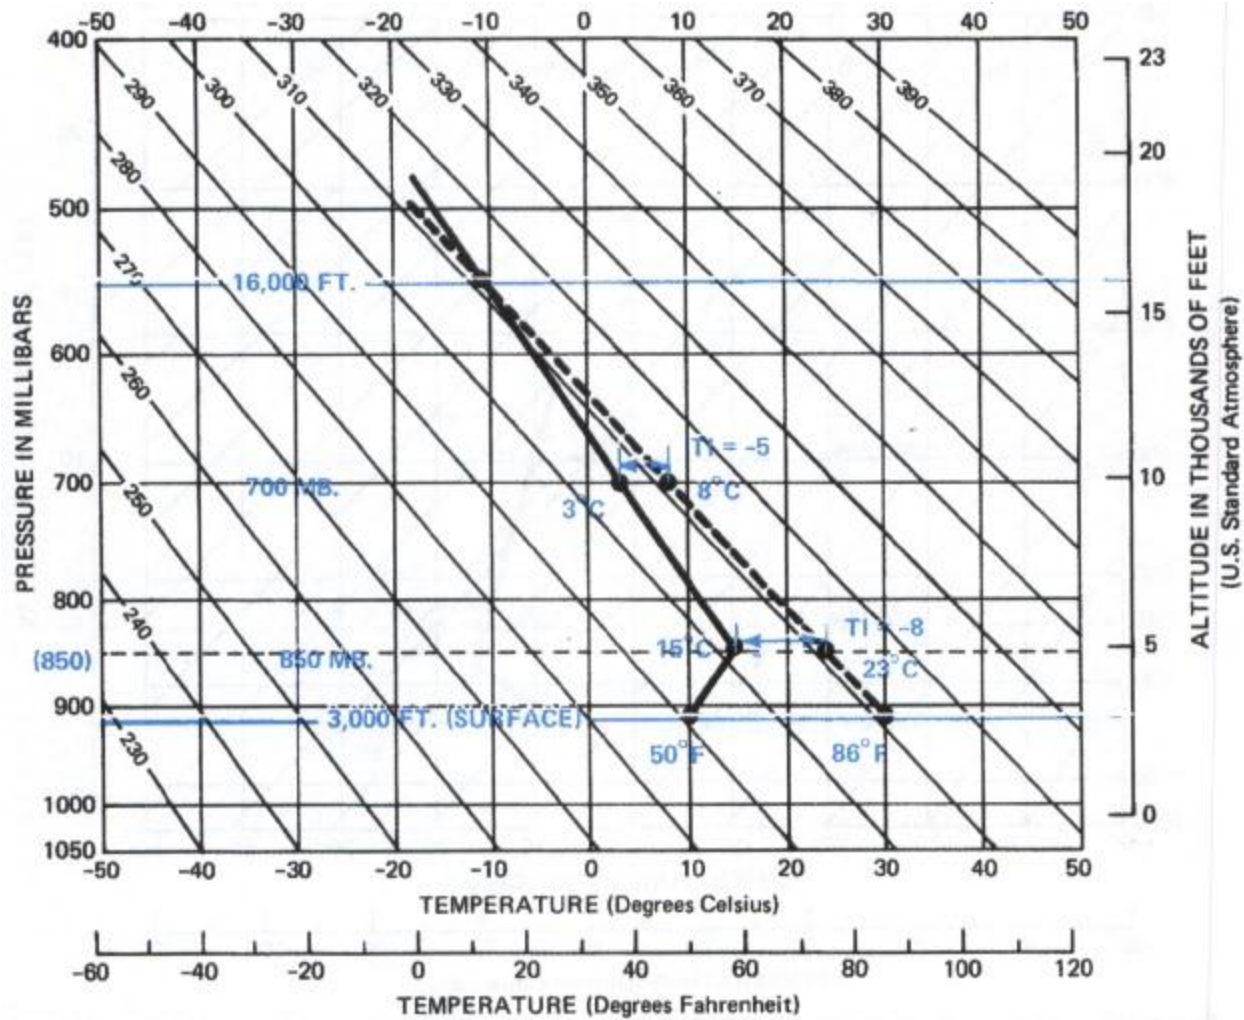 -50 -40 -30 -20 -10 0 10 20 30 40 50
400
23
290 300 310 320 330 340 350 360 370 380 390
280
20
500
270
16,000 FT.
15
600
260
TI = -5
700
700 MB.
3°C
8°C
10
250
800
240
TI = -8
(850)
850 MB.
15°C
23°C
5
900
3,000 FT. (SURFACE)
230
50°F
86°F
1000
0
1050
-50 -40 -30 -20 -10 0 10 20 30 40 50
TEMPERATURE (Degrees Celsius)
-60 -40 -20 0 20 40 60 80 100 120
TEMPERATURE (Degrees Fahrenheit)
PRESSURE IN MILLIBARS
ALTITUDE IN THOUSANDS OF FEET
(U.S. Standard Atmosphere)